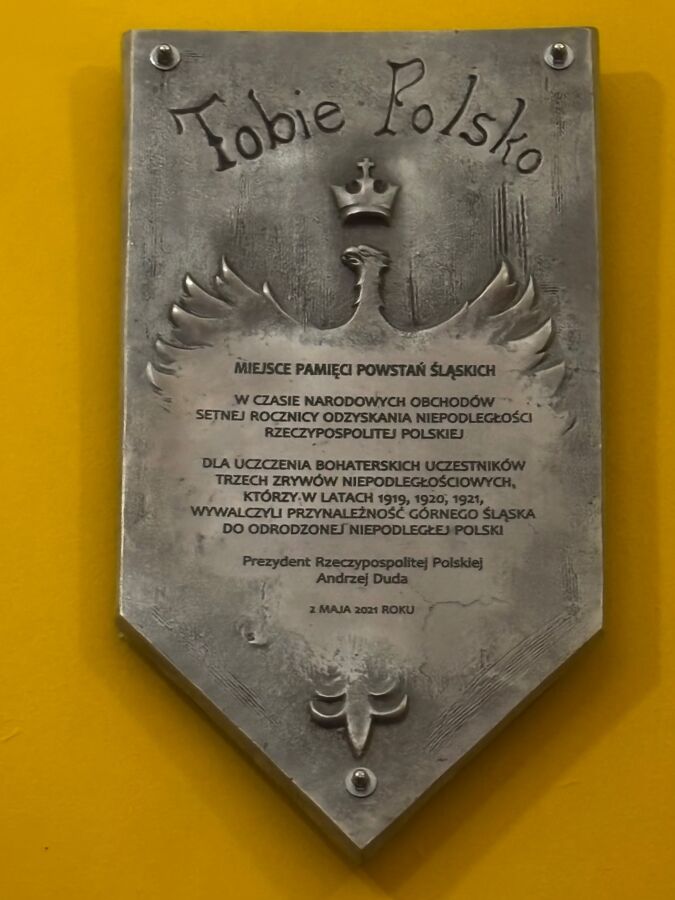 Tobie Polsko
MIEJSCE PAMIĘCI POWSTAŃ ŚLĄSKICH
W CZASIE NARODOWYCH OBCHODÓW
SETNEJ ROCZNICY ODZYSKANIA NIEPODLEGŁOŚCI
RZECZYPOSPOLITEJ POLSKIEJ
DLA UCZCZENIA BOHATERSKICH UCZESTNIKÓW
TRZECH ZRYWÓW NIEPODLEGŁOŚCIOWYCH,
KTÓRZY W LATACH 1919, 1920, 1921,
WYWALCZYLI PRZYNALEŻNOŚĆ GÓRNEGO ŚLĄSKA
DO ODRODZONEJ NIEPODLEGŁEJ POLSKI
Prezydent Rzeczypospolitej Polskiej
Andrzej Duda
2 MAJA 2021 ROKU